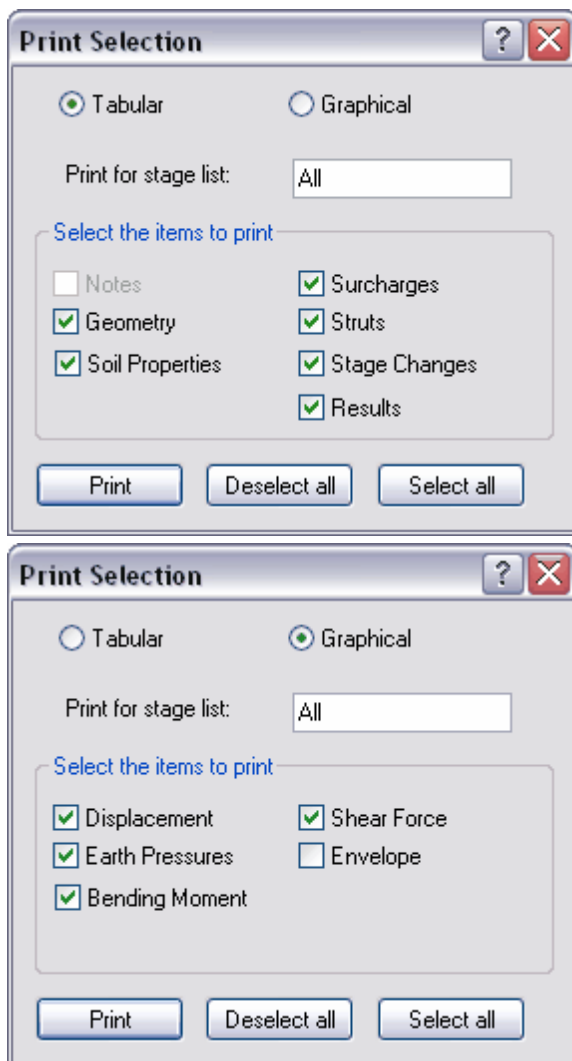 Print Selection
Tabular Graphical
Print for stage list: All
Select the items to print
Notes Surcharges
Geometry Struts
Soil Properties Stage Changes
Results
Print Deselect all Select all
Print Selection
Tabular Graphical
Print for stage list: All
Select the items to print
Displacement Shear Force
Earth Pressures Envelope
Bending Moment
Print Deselect all Select all